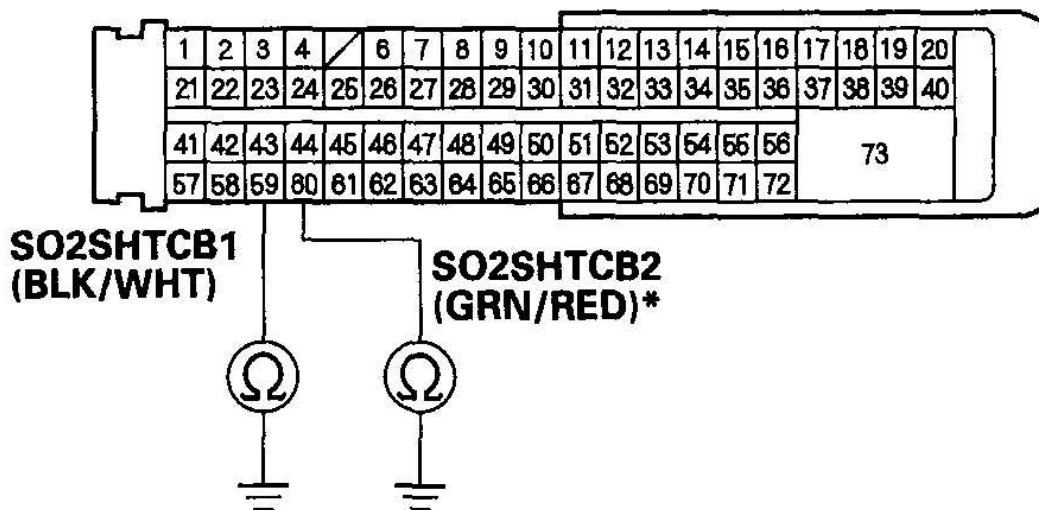 1 2 3 4 6 7 8 9 10 11 12 13 14 15 16 17 18 19 20
21 22 23 24 25 26 27 28 29 30 31 32 33 34 35 36 37 38 39 40
41 42 43 44 45 46 47 48 49 50 51 52 53 54 55 56 73
57 58 59 60 61 62 63 64 65 66 67 68 69 70 71 72
SO2SHTCB1
(BLK/WHT)
SO2SHTCB2
(GRN/RED)*
Ω Ω